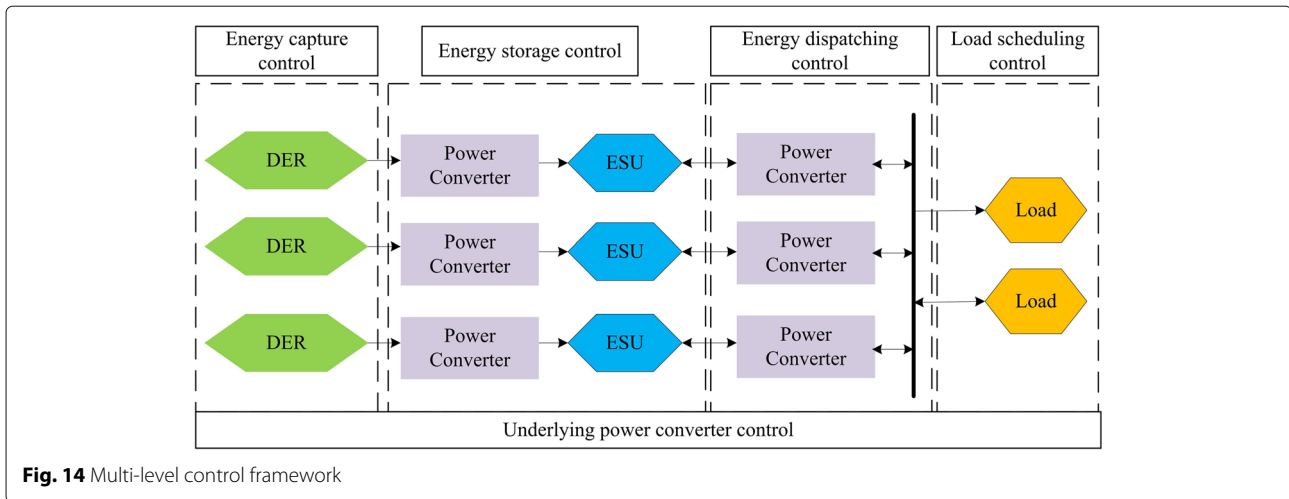 Energy capture
control
Energy storage control
Energy dispatching
control
Load scheduling
control
DER
Power
Converter
ESU
Power
Converter
Load
DER
Power
Converter
ESU
Power
Converter
Load
DER
Power
Converter
ESU
Power
Converter
Underlying power converter control
Fig. 14 Multi-level control framework